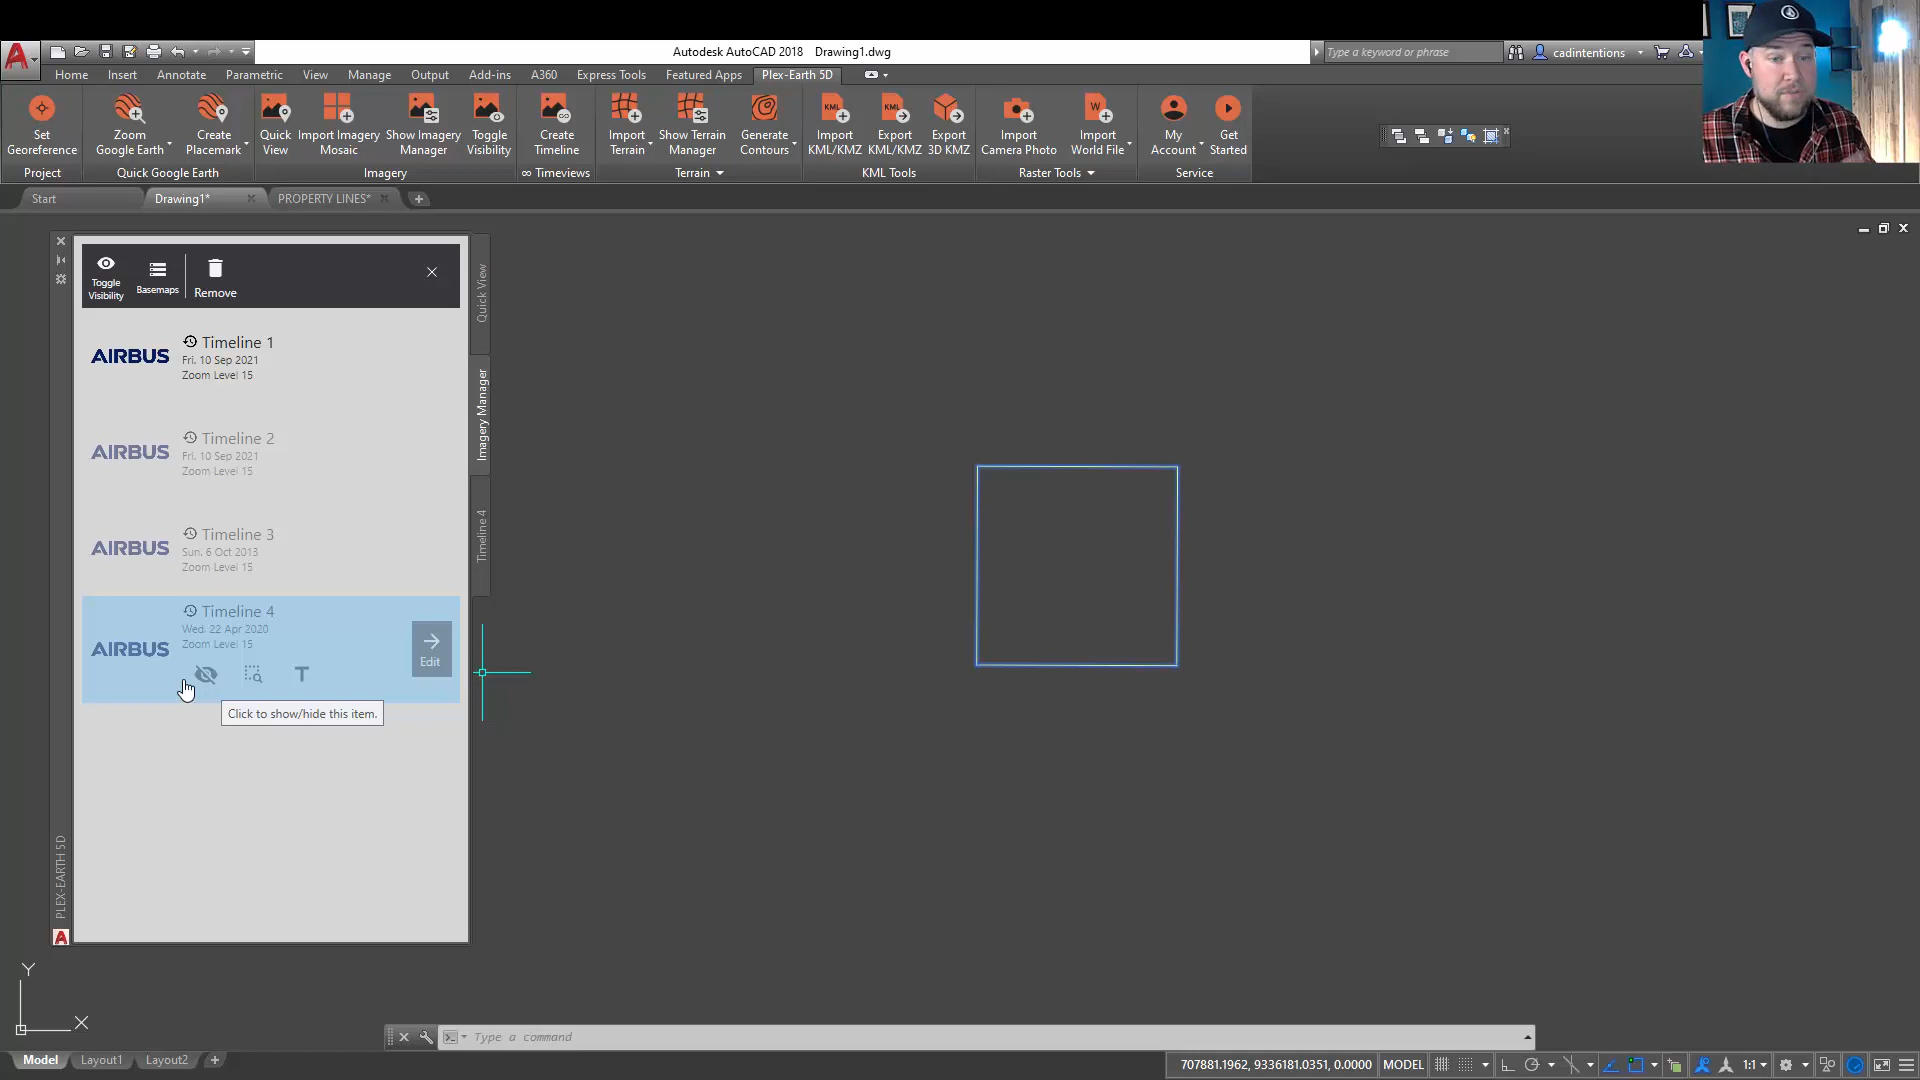 Autodesk AutoCAD 2018 Drawing1.dwg
Type a keyword or phrase
cadintentions
Home Insert Annotate Parametric View Manage Output Add-ins A360 Express Tools Featured Apps Plex-Earth 5D
Set Georeference
Zoom Google Earth
Create Placemark
Quick View
Import Imagery Mosaic
Show Imagery Manager
Toggle Visibility
Create Timeline
Import Terrain
Show Terrain Manager
Generate Contours
KML
Import KML/KMZ
KML
Export KML/KMZ
Export 3D KMZ
Import Camera Photo
W
Import World File
My Account
Get Started
Project Quick Google Earth Imagery ∞ Timeviews Terrain KML Tools Raster Tools Service
Start Drawing1* PROPERTY LINES*
Toggle Visibility
Basemaps
Remove
Quick View
Imagery Manager
Timeline 4
AIRBUS
Timeline 1
Fri. 10 Sep 2021
Zoom Level 15
AIRBUS
Timeline 2
Fri. 10 Sep 2021
Zoom Level 15
AIRBUS
Timeline 3
Sun. 6 Oct 2013
Zoom Level 15
AIRBUS
Timeline 4
Wed. 22 Apr 2020
Zoom Level 15
T
Edit
Click to show/hide this item.
PLEX-EARTH 5D
A
Y
X
Type a command
Model Layout1 Layout2
707881.1962, 9336181.0351, 0.0000 MODEL 1:1